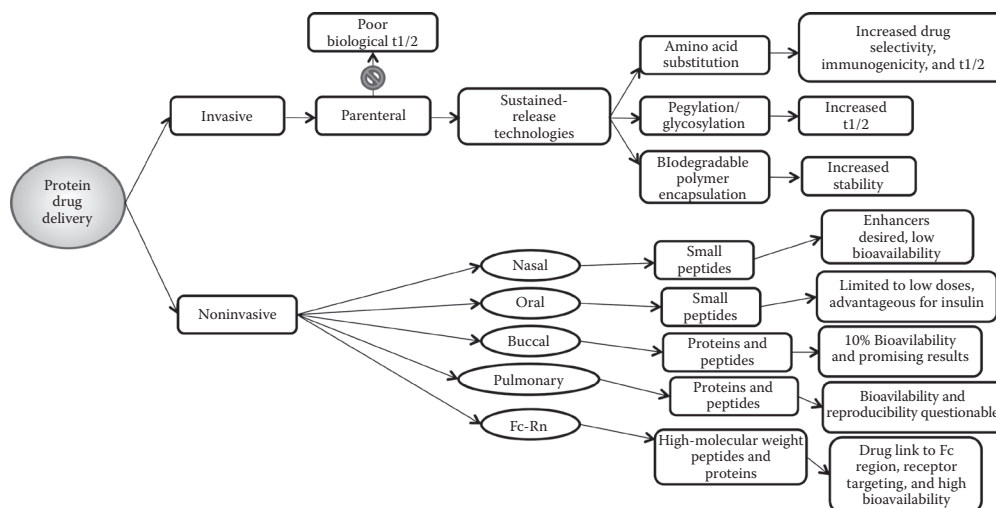 Poor
biological t1/2
Invasive
Parenteral
Sustained-
release
technologies
Amino acid
substitution
Increased drug
selectivity,
immunogenicity, and t1/2
Pegylation/
glycosylation
Increased
t1/2
BIodegradable
polymer
encapsulation
Increased
stability
Protein
drug
delivery
Noninvasive
Nasal
Small
peptides
Enhancers
desired, low
bioavailability
Oral
Small
peptides
Limited to low doses,
advantageous for insulin
Buccal
Proteins and
peptides
10% Bioavilability
and promising results
Pulmonary
Proteins and
peptides
Bioavilability and
reproducibility questionable
Fc-Rn
High-molecular weight
peptides and
proteins
Drug link to Fc
region, receptor
targeting, and high
bioavailability